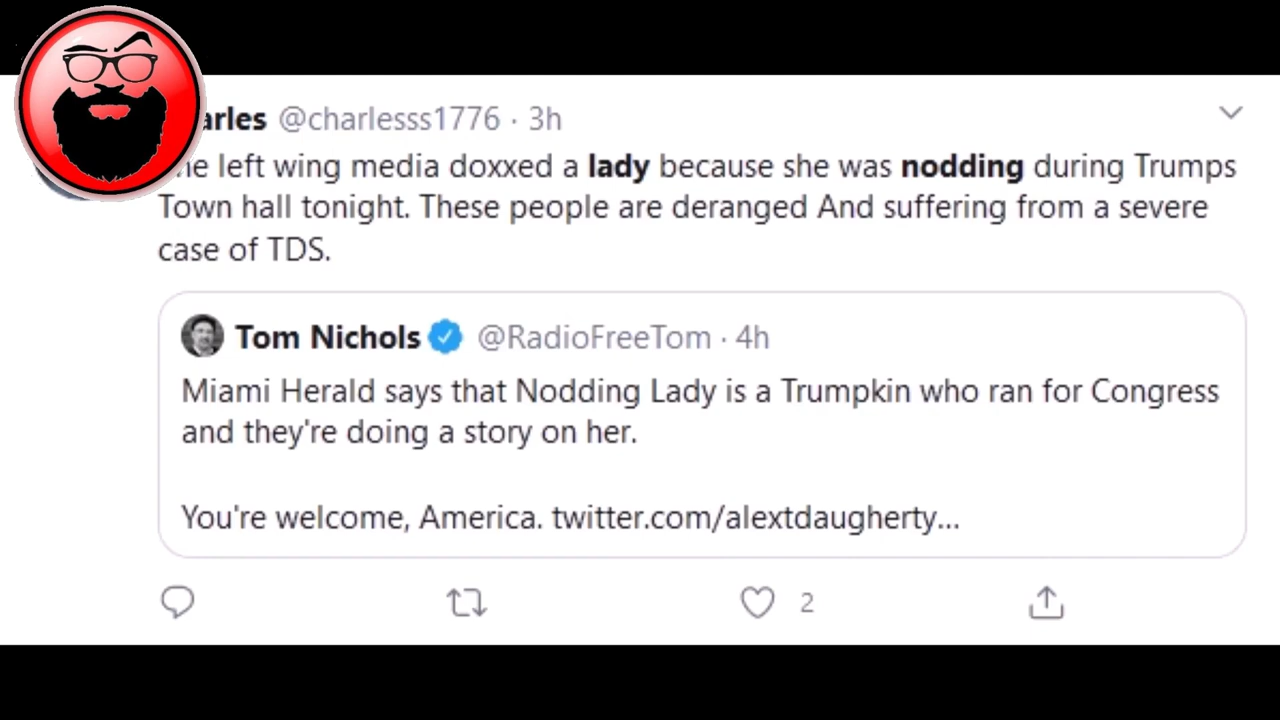 arles @charlesss1776 · 3h
left wing media doxxed a lady because she was nodding during Trumps
Town hall tonight. These people are deranged And suffering from a severe
case of TDS.
Tom Nichols @RadioFreeTom · 4h
Miami Herald says that Nodding Lady is a Trumpkin who ran for Congress
and they're doing a story on her.
You're welcome, America. twitter.com/alextdaugherty...
2